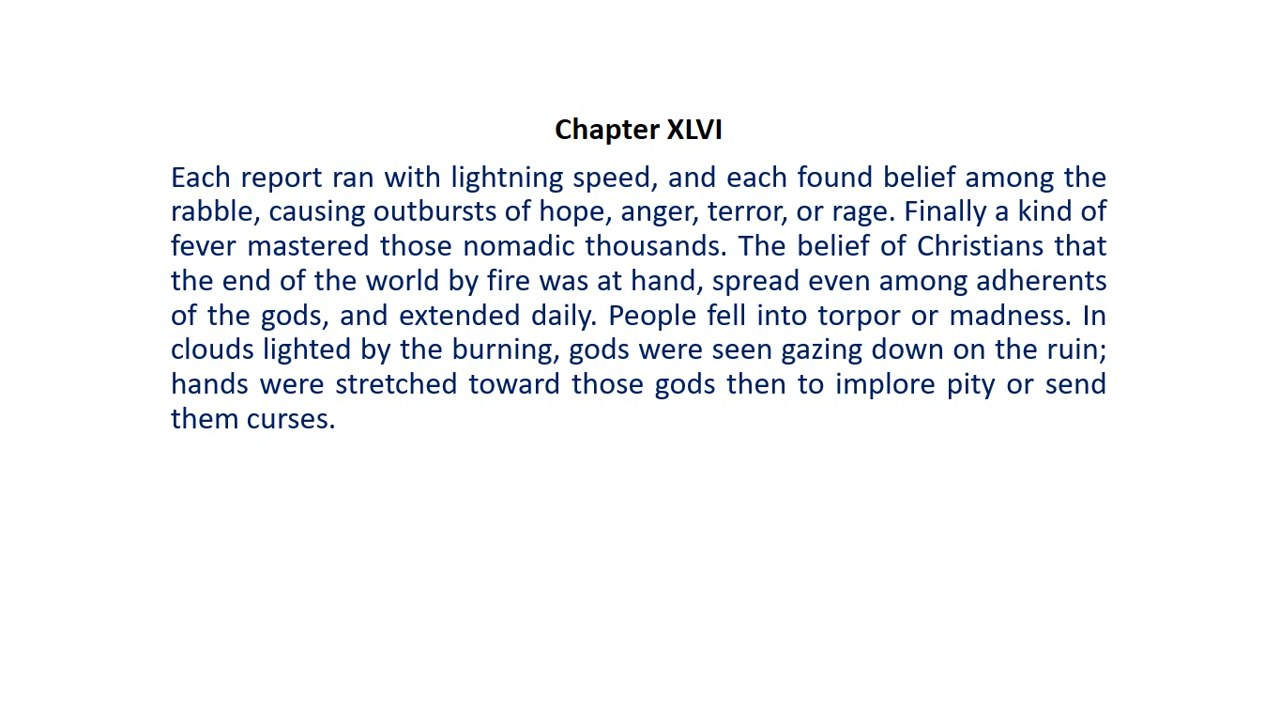 Chapter XLVI
Each report ran with lightning speed, and each found belief among the
rabble, causing outbursts of hope, anger, terror, or rage. Finally a kind of
fever mastered those nomadic thousands. The belief of Christians that
the end of the world by fire was at hand, spread even among adherents
of the gods, and extended daily. People fell into torpor or madness. In
clouds lighted by the burning, gods were seen gazing down on the ruin;
hands were stretched toward those gods then to implore pity or send
them curses.